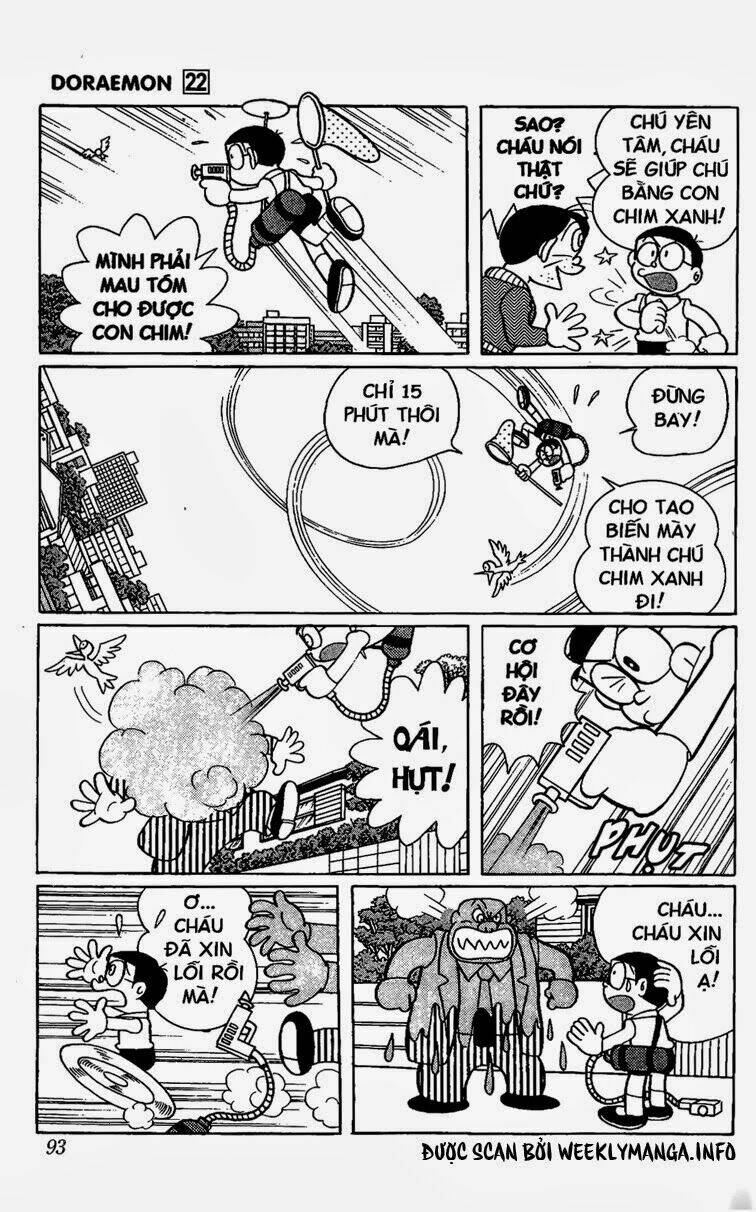 DORAEMON 22
CHÚ YÊN
TÂM, CHÁU
SẼ GIÚP CHÚ
BẰNG CON
CHIM XANH!
SAO?
CHÁU NÓI
THẬT
CHỨ?
MÌNH PHẢI
MAU TÓM
CHO ĐƯỢC
CON CHIM!
ĐỪNG
BAY!
CHO TAO
BIẾN MÀY
THÀNH CHÚ
CHIM XANH
ĐI!
CHỈ 15
PHÚT THÔI
MÀ!
CƠ
HỘI
ĐÂY
RỒI!
PHỤT
OÁI,
HỤT!
CHÁU...
CHÁU XIN
LỖI
Ạ!
Ơ...
CHÁU
ĐÃ XIN
LỖI RỒI
MÀ!
93
ĐƯỢC SCAN BỞI WEEKLYMANGA.INFO